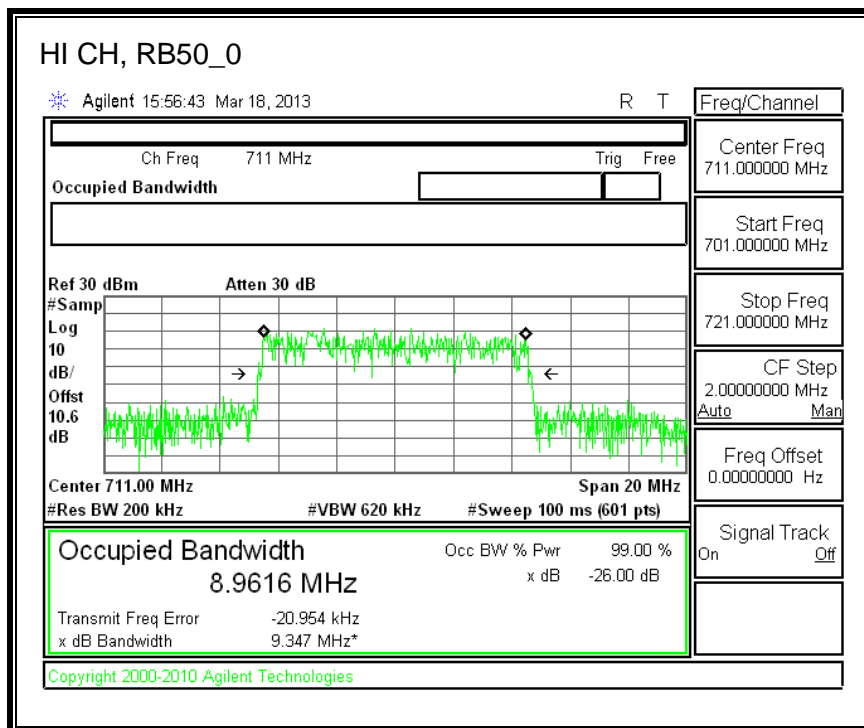 HI CH, RB50_0
Agilent 15:56:43 Mar 18, 2013 R T
Freq/Channel
Ch Freq 711 MHz Trig Free
Occupied Bandwidth
Center Freq
711.000000 MHz
Start Freq
701.000000 MHz
Stop Freq
721.000000 MHz
CF Step
2.00000000 MHz
Auto Man
Freq Offset
0.00000000 Hz
Signal Track
On Off
Ref 30 dBm Atten 30 dB
#Samp
Log
10
dB/
Offst
10.6
dB
Center 711.00 MHz Span 20 MHz
#Res BW 200 kHz #VBW 620 kHz #Sweep 100 ms (601 pts)
Occupied Bandwidth Occ BW % Pwr 99.00 %
8.9616 MHz x dB -26.00 dB
Transmit Freq Error -20.954 kHz
x dB Bandwidth 9.347 MHz*
Copyright 2000-2010 Agilent Technologies